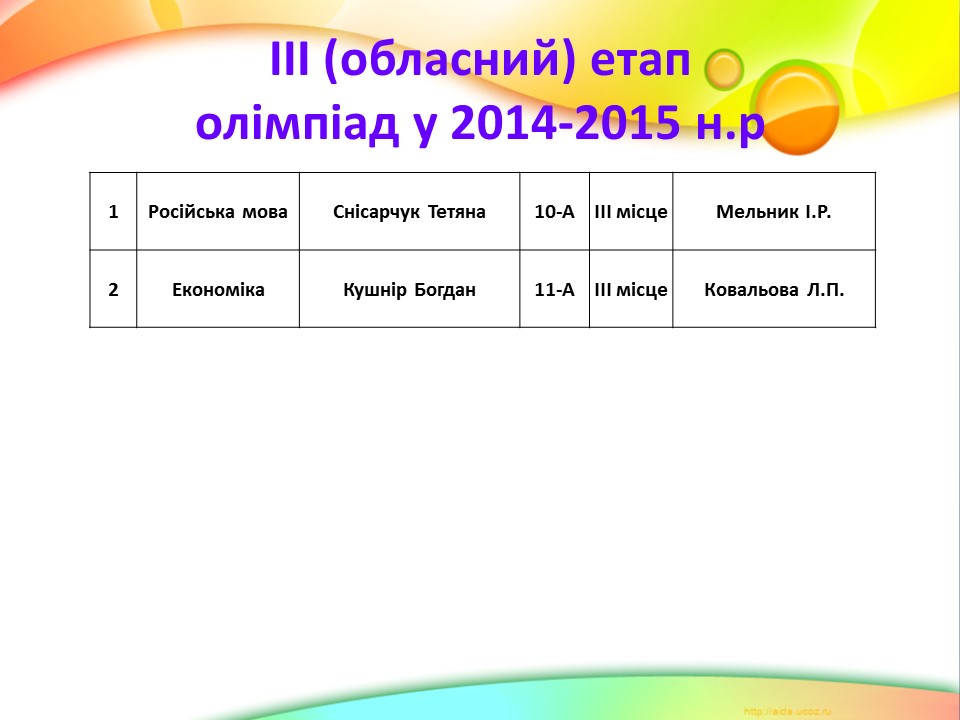 ІІІ (обласний) етап
олімпіад у 2014-2015 н.р
1 Російська мова Снісарчук Тетяна 10-А ІІІ місце Мельник І.Р.
2 Економіка Кушнір Богдан 11-А ІІІ місце Ковальова Л.П.
http://aida.ucoz.ru